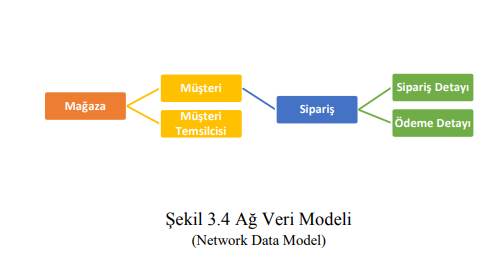 Mağaza
Müşteri
Müşteri
Temsilcisi
Sipariş
Sipariş Detayı
Ödeme Detayı
Şekil 3.4 Ağ Veri Modeli
(Network Data Model)